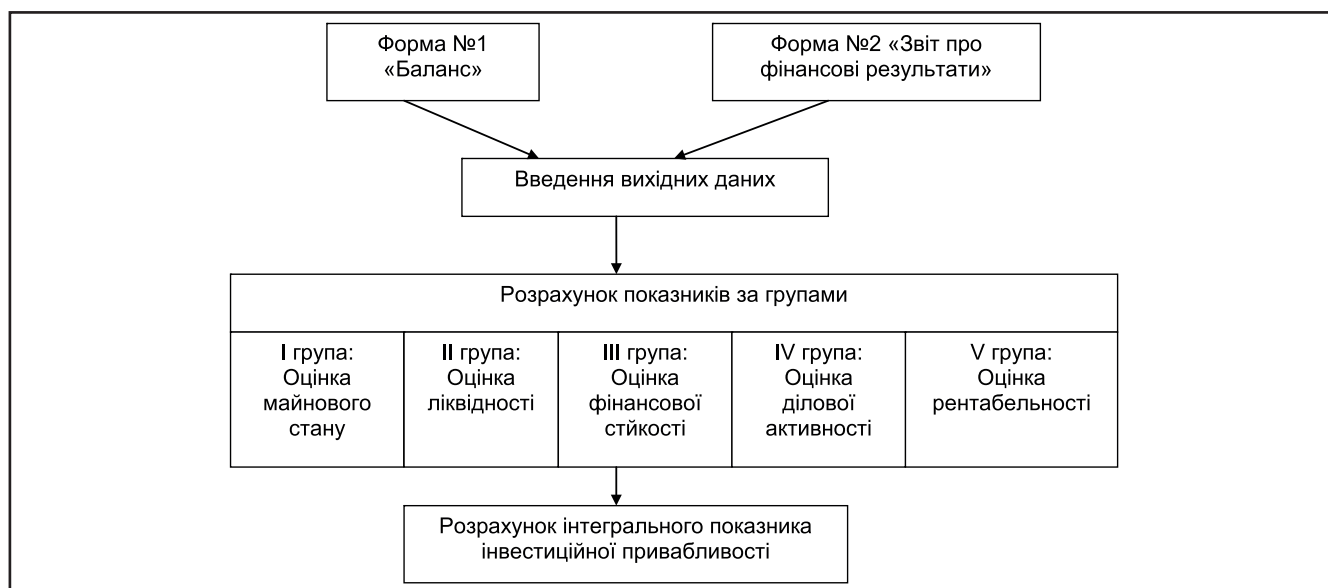 Форма №1
«Баланс»
Форма №2 «Звіт про
фінансові результати»
Введення вихідних даних
Розрахунок показників за групами
I група:
Оцінка
майнового
стану
II група:
Оцінка
ліквідності
III група:
Оцінка
фінансової
стйкості
IV група:
Оцінка
ділової
активності
V група:
Оцінка
рентабельності
Розрахунок інтегрального показника
інвестиційної привабливості